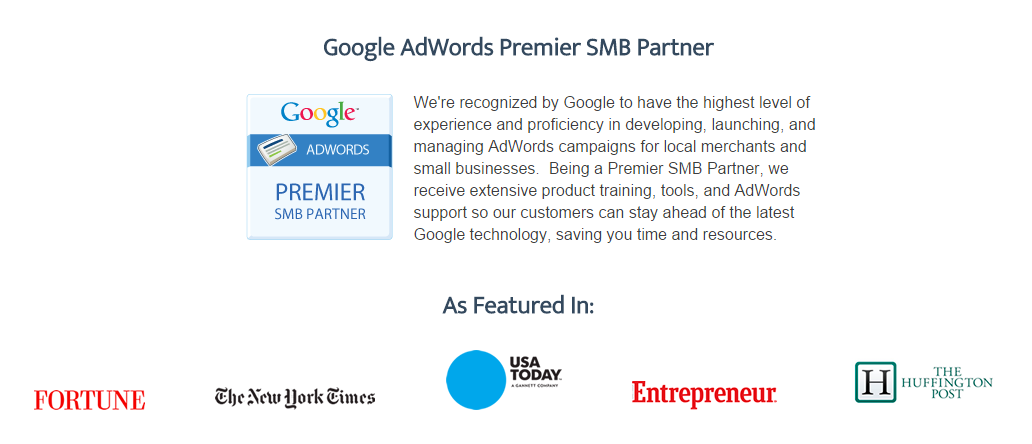 Google AdWords Premier SMB Partner
Google
ADWORDS
PREMIER
SMB PARTNER
We're recognized by Google to have the highest level of
experience and proficiency in developing, launching, and
managing AdWords campaigns for local merchants and
small businesses.  Being a Premier SMB Partner, we
receive extensive product training, tools, and AdWords
support so our customers can stay ahead of the latest
Google technology, saving you time and resources.
As Featured In:
FORTUNE
The New York Times
USA
TODAY
A GANNETT COMPANY
Entrepreneur
H
THE
HUFFINGTON
POST